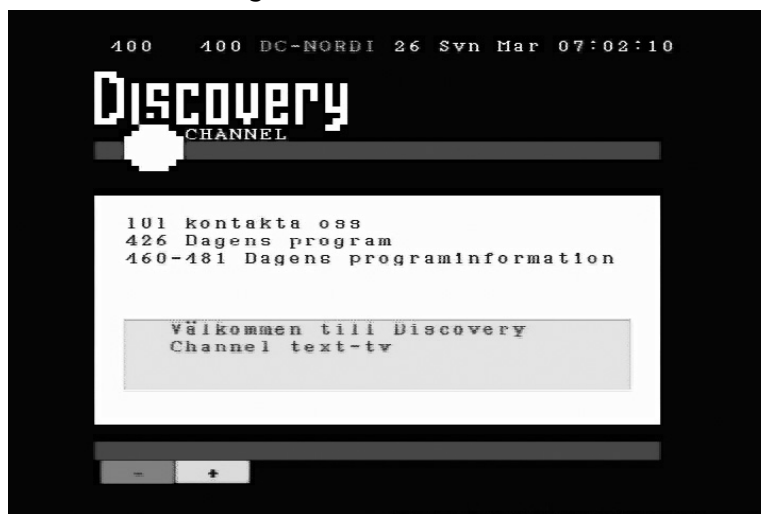 400 400 DC-NORDI 26 Svn Mar 07:02:10
Discovery
CHANNEL
101 kontakta oss
426 Dagens program
460-481 Dagens programinformation
Välkommen till Discovery
Channel text-tv
- +